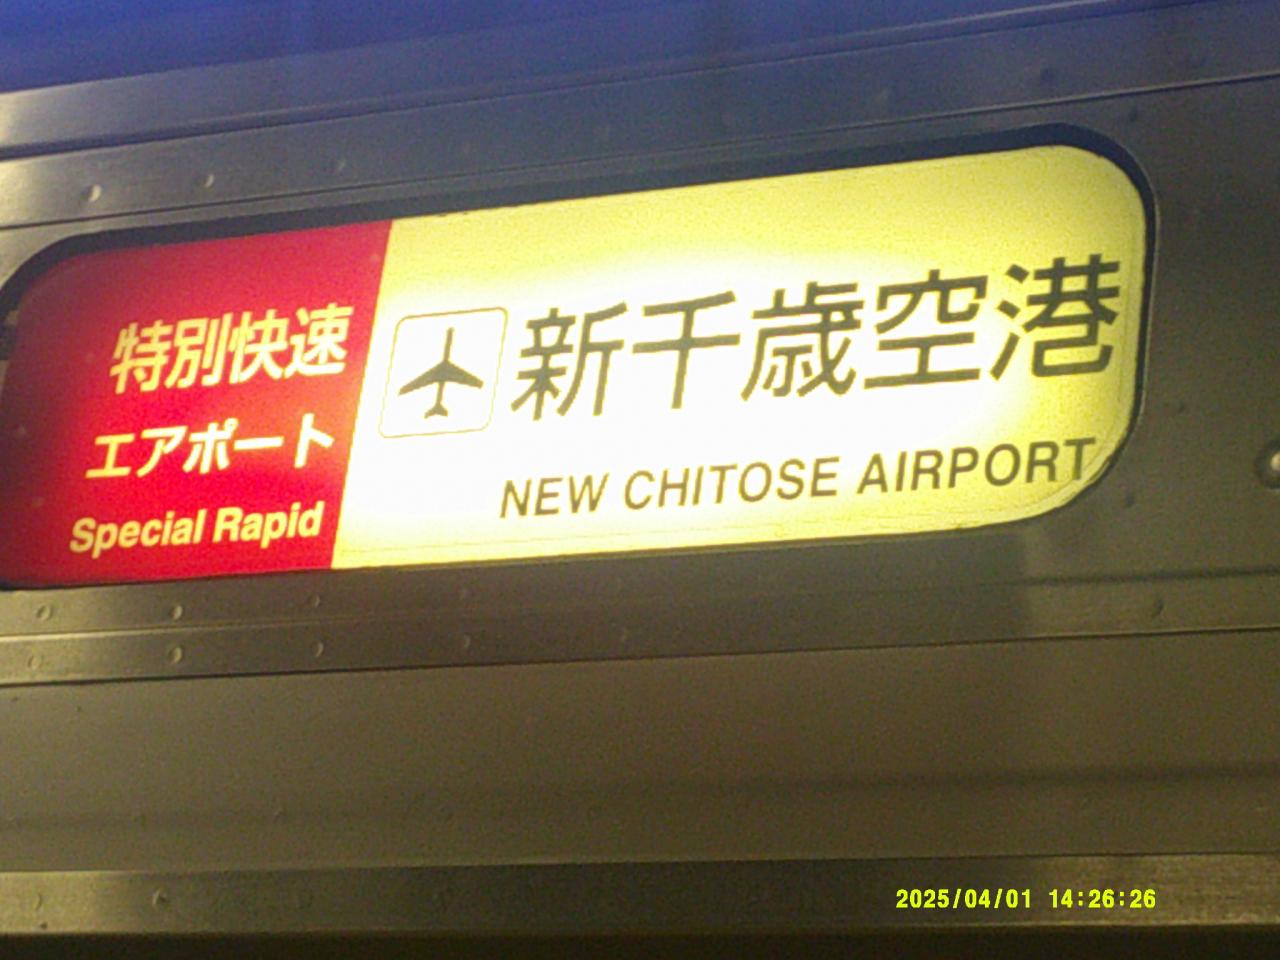 特別快速
エアポート
Special Rapid
新千歳空港
NEW CHITOSE AIRPORT
2025/04/01 14:26:26